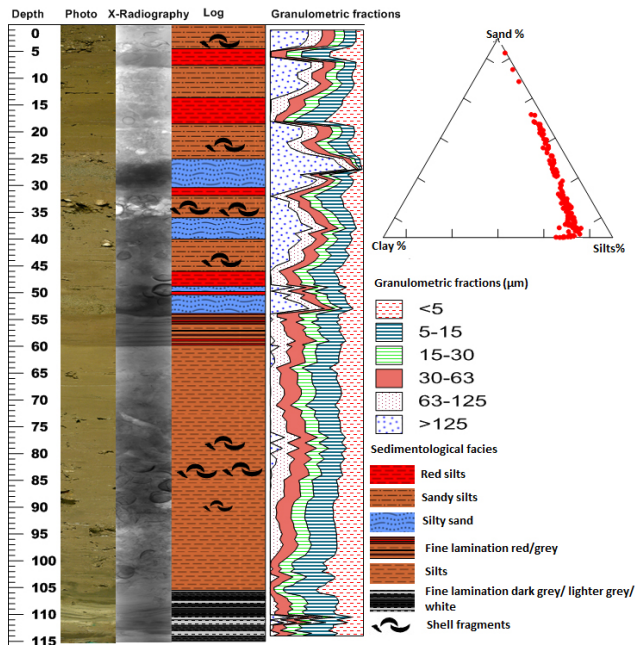 Depth Photo X-Radiography Log Granulometric fractions
0
5
10
15
20
25
30
35
40
45
50
55
60
65
70
75
80
85
90
95
100
105
110
115
Sand %
Clay %
Silts%
Granulometric fractions (μm)
<5
5-15
15-30
30-63
63-125
>125
Sedimentological facies
Red silts
Sandy silts
Silty sand
Fine lamination red/grey
Silts
Fine lamination dark grey/ lighter grey/
white
Shell fragments